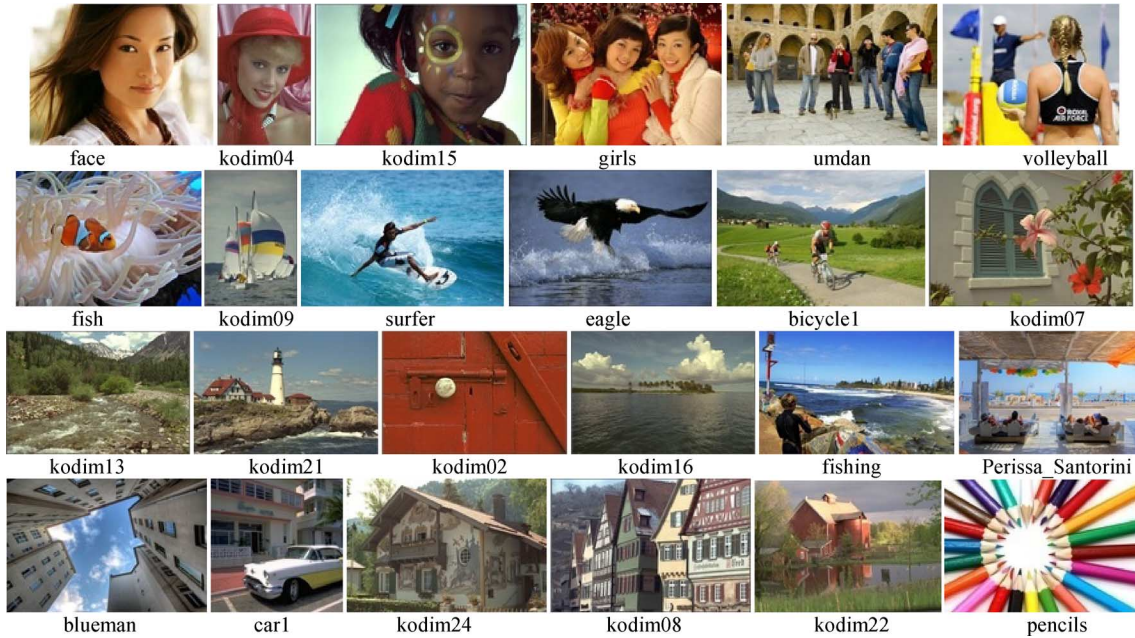 ROYAL
AIR FORCE
face kodim04 kodim15 girls umdan volleyball
fish kodim09 surfer eagle bicycle1 kodim07
kodim13 kodim21 kodim02 kodim16 fishing Perissa_Santorini
blueman car1 kodim24 kodim08 kodim22 pencils